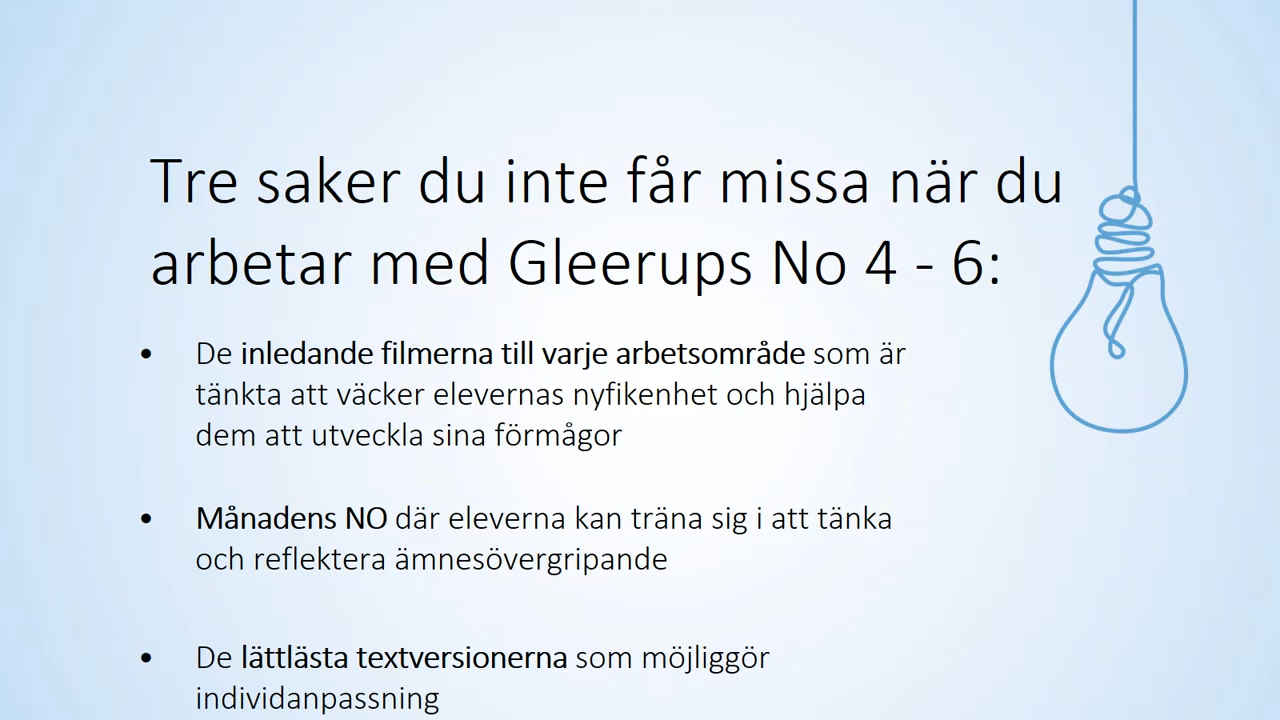 Tre saker du inte får missa när du
arbetar med Gleerups No 4 - 6:
• De inledande filmerna till varje arbetsområde som är
tänkta att väcker elevernas nyfikenhet och hjälpa
dem att utveckla sina förmågor
• Månadens NO där eleverna kan träna sig i att tänka
och reflektera ämnesövergripande
• De lättlästa textversionerna som möjliggör
individanpassning